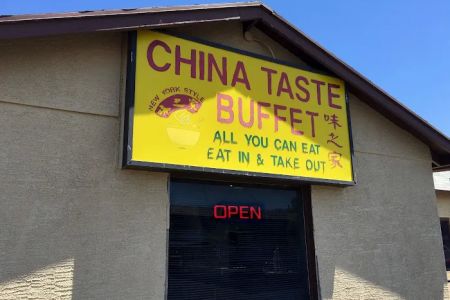 CHINA TASTE
NEW YORK STYLE
BUFFET
味之家
ALL YOU CAN EAT
EAT IN & TAKE OUT
OPEN